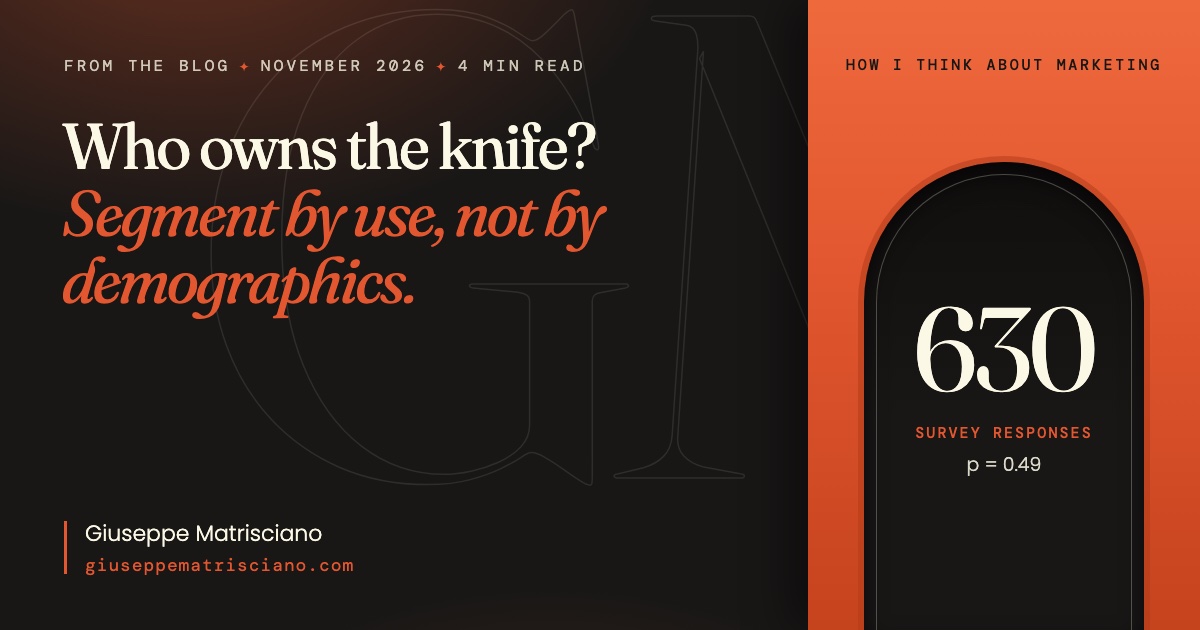 FROM THE BLOG ✦ NOVEMBER 2026 ✦ 4 MIN READ
Who owns the knife?
Segment by use, not by
demographics.
Giuseppe Matrisciano
giuseppematrisciano.com
HOW I THINK ABOUT MARKETING
630
SURVEY RESPONSES
p = 0.49
GM